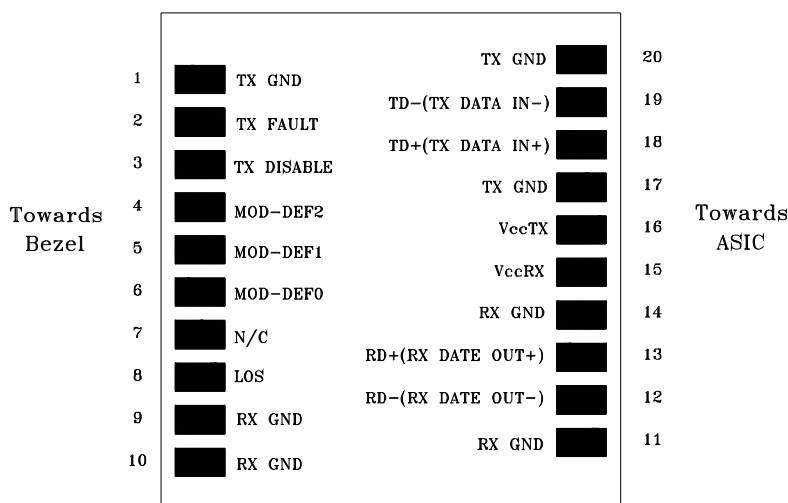 Towards
Bezel
1 TX GND
2 TX FAULT
3 TX DISABLE
4 MOD-DEF2
5 MOD-DEF1
6 MOD-DEF0
7 N/C
8 LOS
9 RX GND
10 RX GND
TX GND 20
TD-(TX DATA IN-) 19
TD+(TX DATA IN+) 18
TX GND 17
VccTX 16
VccRX 15
RX GND 14
RD+(RX DATE OUT+) 13
RD-(RX DATE OUT-) 12
RX GND 11
Towards
ASIC